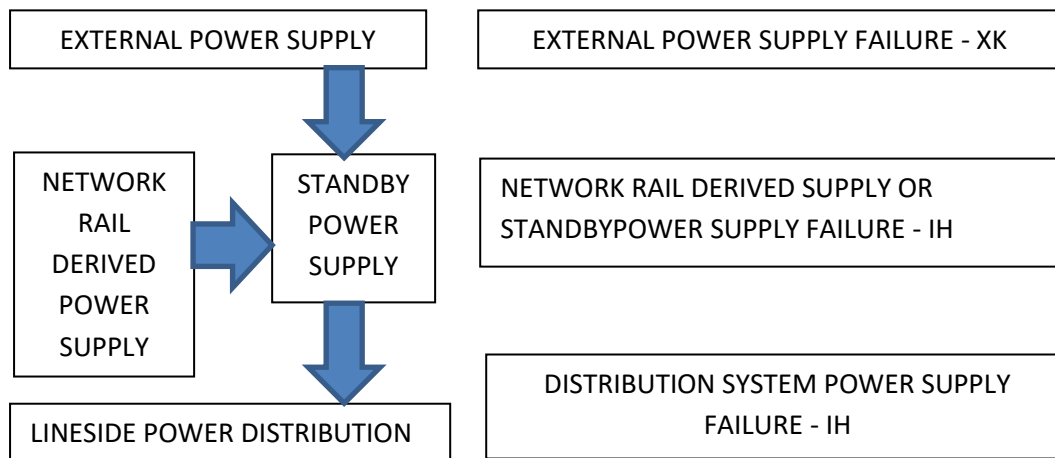 EXTERNAL POWER SUPPLY
EXTERNAL POWER SUPPLY FAILURE - XK
NETWORK
RAIL
DERIVED
POWER
SUPPLY
STANDBY
POWER
SUPPLY
NETWORK RAIL DERIVED SUPPLY OR
STANDBYPOWER SUPPLY FAILURE - IH
LINESIDE POWER DISTRIBUTION
DISTRIBUTION SYSTEM POWER SUPPLY
FAILURE - IH